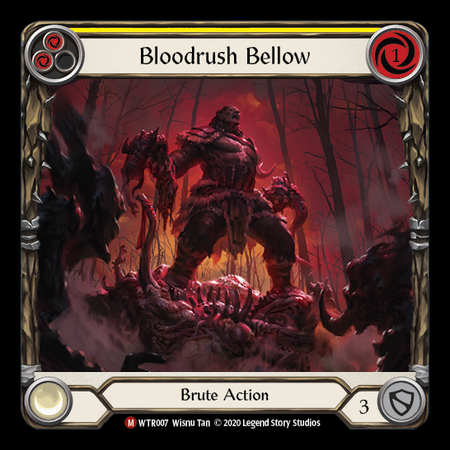 Bloodrush Bellow
1
Brute Action
3
M WTR007 Wisnu Tan © 2020 Legend Story Studios